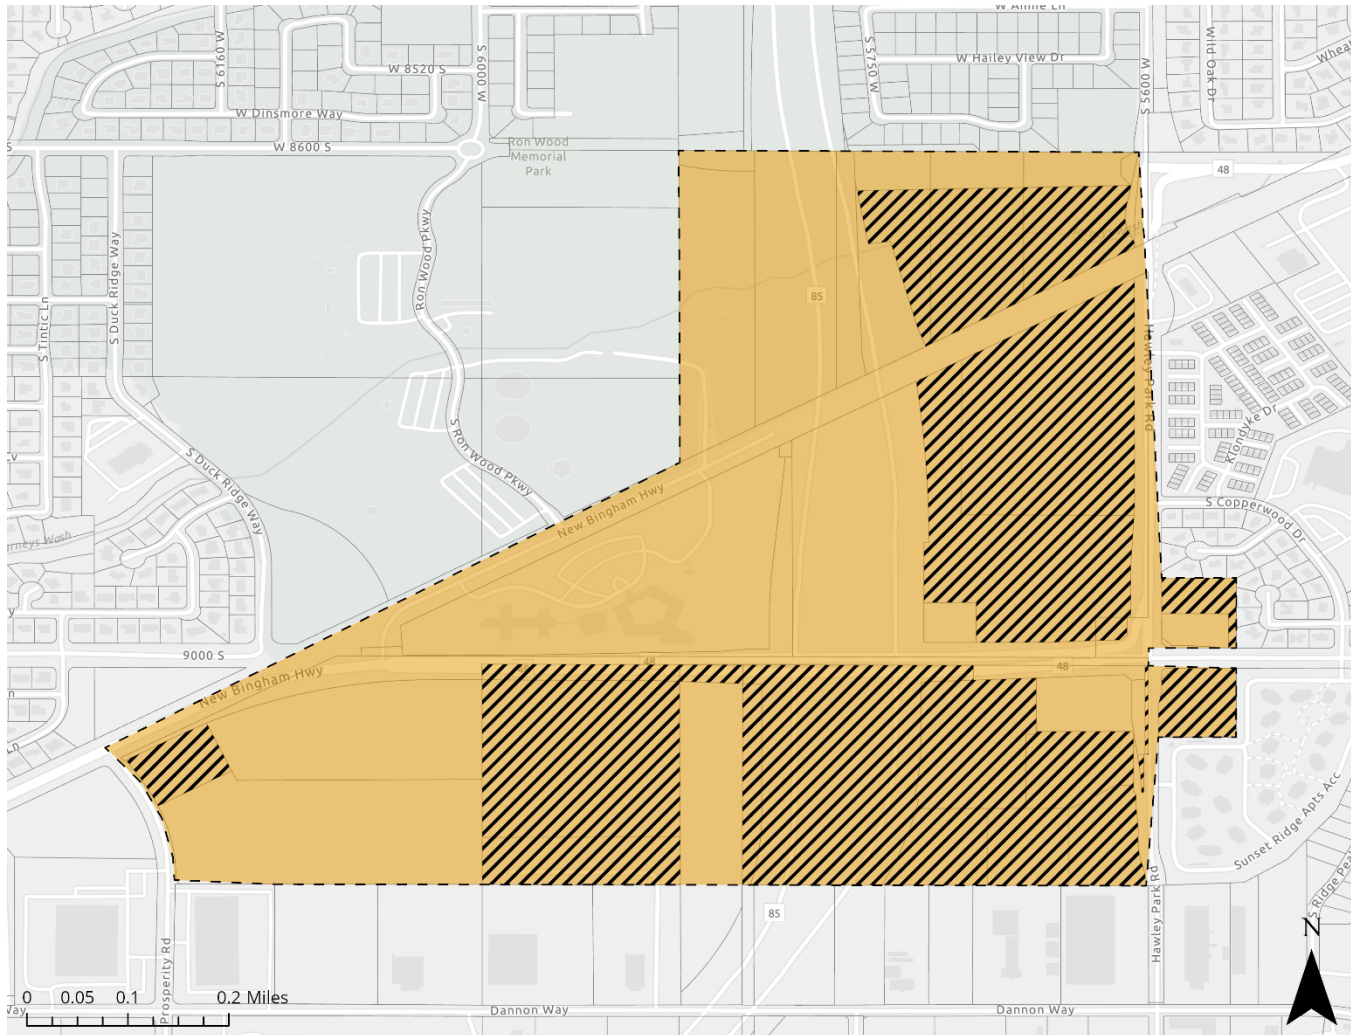 W Annie Ln
S 6160 W
S 6000 W
S 5750 W
W Hailey View Dr
W 8520 S
S 5600 W
Wild Oak Dr
W Dinsmore Way
S
W 8600 S
Ron Wood
Memorial
Park
48
S Duck Ridge Way
Ron Wood Pkwy
S Tintic Ln
85
Hawley Park Rd
Klondyke Dr
S Ron Wood Pkwy
S Duck Ridge Way
New Bingham Hwy
S Copperwood Dr
9000 S
48
48
New Bingham Hwy
Ln
Sunset Ridge Apts Acc
85
Hawley Park Rd
Prosperity Rd
N
0 0.05 0.1 0.2 Miles
Dannon Way
Dannon Way